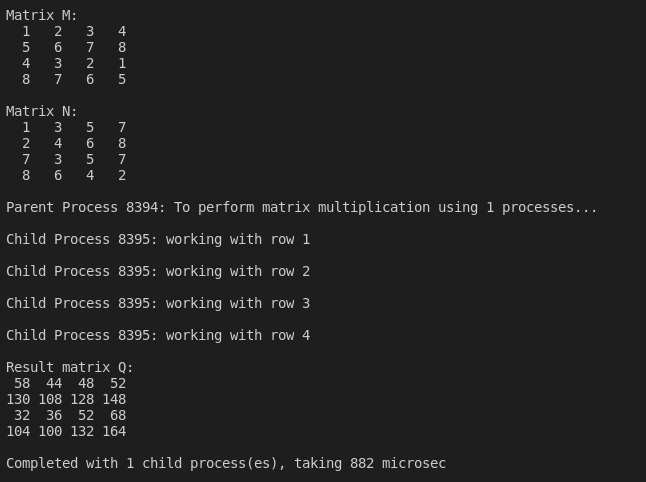 Matrix M:
  1   2   3   4
  5   6   7   8
  4   3   2   1
  8   7   6   5

Matrix N:
  1   3   5   7
  2   4   6   8
  7   3   5   7
  8   6   4   2

Parent Process 8394: To perform matrix multiplication using 1 processes...

Child Process 8395: working with row 1

Child Process 8395: working with row 2

Child Process 8395: working with row 3

Child Process 8395: working with row 4

Result matrix Q:
 58  44  48  52
130 108 128 148
 32  36  52  68
104 100 132 164

Completed with 1 child process(es), taking 882 microsec